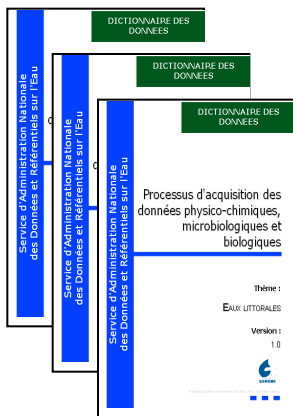 DICTIONNAIRE DES
DONNEES
Service d'Administration Nationale
des Données et Référentiels sur l'Eau
DICTIONNAIRE DES
DONNEES
Service d'Administration Nationale
des Données et Référentiels sur l'Eau
DICTIONNAIRE DES
DONNEES
Service d'Administration Nationale
des Données et Référentiels sur l'Eau
Processus d'acquisition des
données physico-chimiques,
microbiologiques et
biologiques
Thème :
EAUX LITTORALES
Version :
1.0
SANDRE